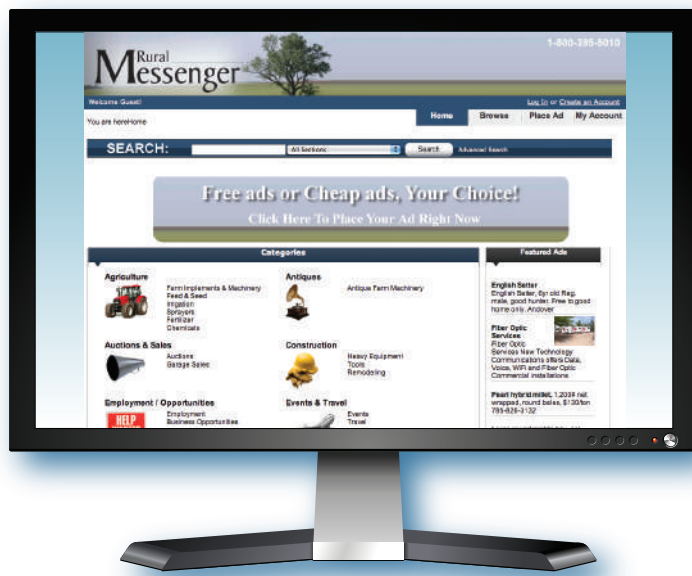 1-800-395-5010
Rural
Messenger
Welcome Guest!
Log In or Create an Account
You are hereHome
Home Browse Place Ad My Account
SEARCH:
All Sections
Search
Advanced Search
Free ads or Cheap ads, Your Choice!
Click Here To Place Your Ad Right Now
Categories
Agriculture
Farm Implements & Machinery
Feed & Seed
Irrigation
Sprayers
Fertilizer
Chemicals
Antiques
Antique Farm Machinery
Auctions & Sales
Auctions
Garage Sales
Construction
Heavy Equipment
Tools
Remodeling
Employment / Opportunities
HELP
Employment
Business Opportunities
Events & Travel
Events
Travel
Featured Ads
English Setter
English Setter, 6yr old Reg.
male, good hunter. Free to good
home only. Andover
Fiber Optic
Services
Fiber Optic
Services New Technology
Communications offers Data,
Voice, WiFi and Fiber Optic
Commercial installations
Pearl hybrid millet, 1,200# net
wrapped, round bales, $130/ton
785-826-3132